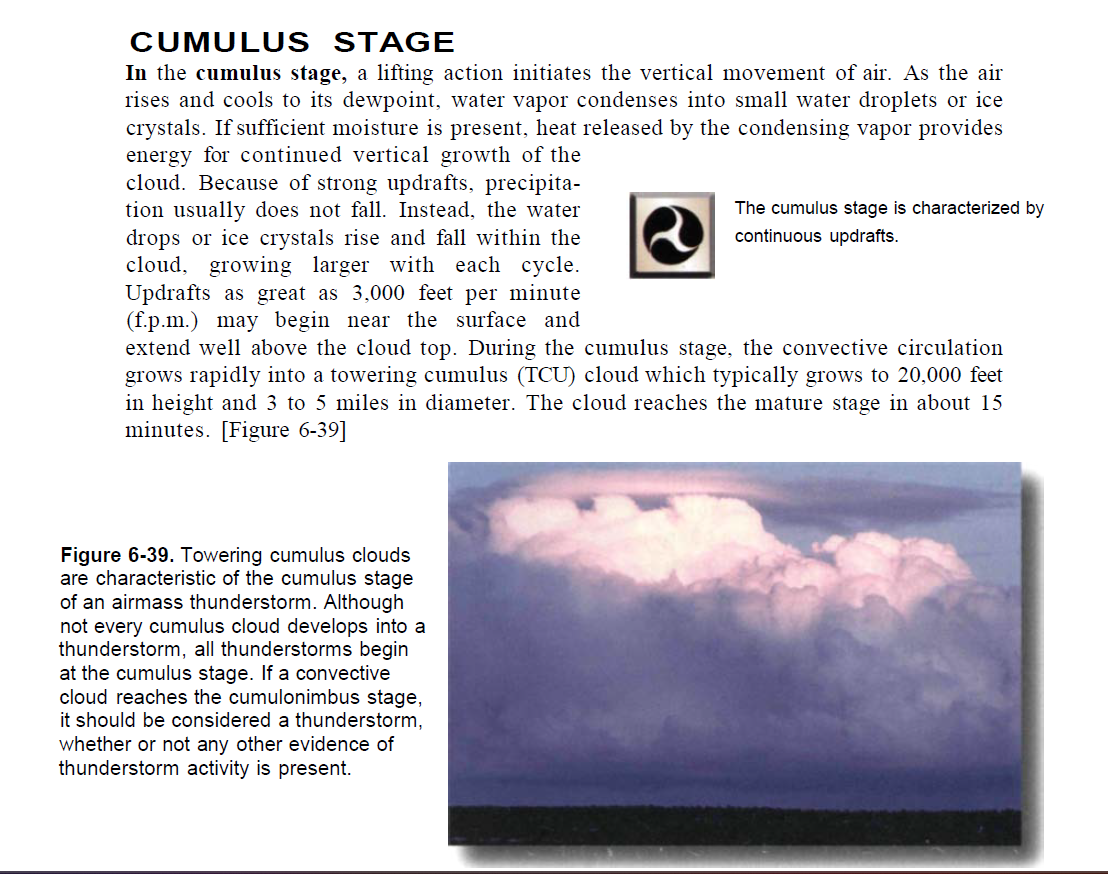 CUMULUS STAGE
In the cumulus stage, a lifting action initiates the vertical movement of air. As the air
rises and cools to its dewpoint, water vapor condenses into small water droplets or ice
crystals. If sufficient moisture is present, heat released by the condensing vapor provides
energy for continued vertical growth of the
cloud. Because of strong updrafts, precipita-
tion usually does not fall. Instead, the water
drops or ice crystals rise and fall within the
cloud, growing larger with each cycle.
Updrafts as great as 3,000 feet per minute
(f.p.m.) may begin near the surface and
extend well above the cloud top. During the cumulus stage, the convective circulation
grows rapidly into a towering cumulus (TCU) cloud which typically grows to 20,000 feet
in height and 3 to 5 miles in diameter. The cloud reaches the mature stage in about 15
minutes. [Figure 6-39]
The cumulus stage is characterized by
continuous updrafts.
Figure 6-39. Towering cumulus clouds
are characteristic of the cumulus stage
of an airmass thunderstorm. Although
not every cumulus cloud develops into a
thunderstorm, all thunderstorms begin
at the cumulus stage. If a convective
cloud reaches the cumulonimbus stage,
it should be considered a thunderstorm,
whether or not any other evidence of
thunderstorm activity is present.